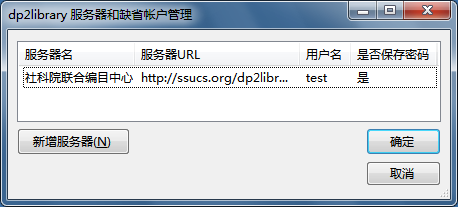 dp2library 服务器和缺省帐户管理
服务器名 服务器URL 用户名 是否保存密码
社科院联合编目中心 http://ssucs.org/dp2libr... test 是
新增服务器(N) 确定
取消